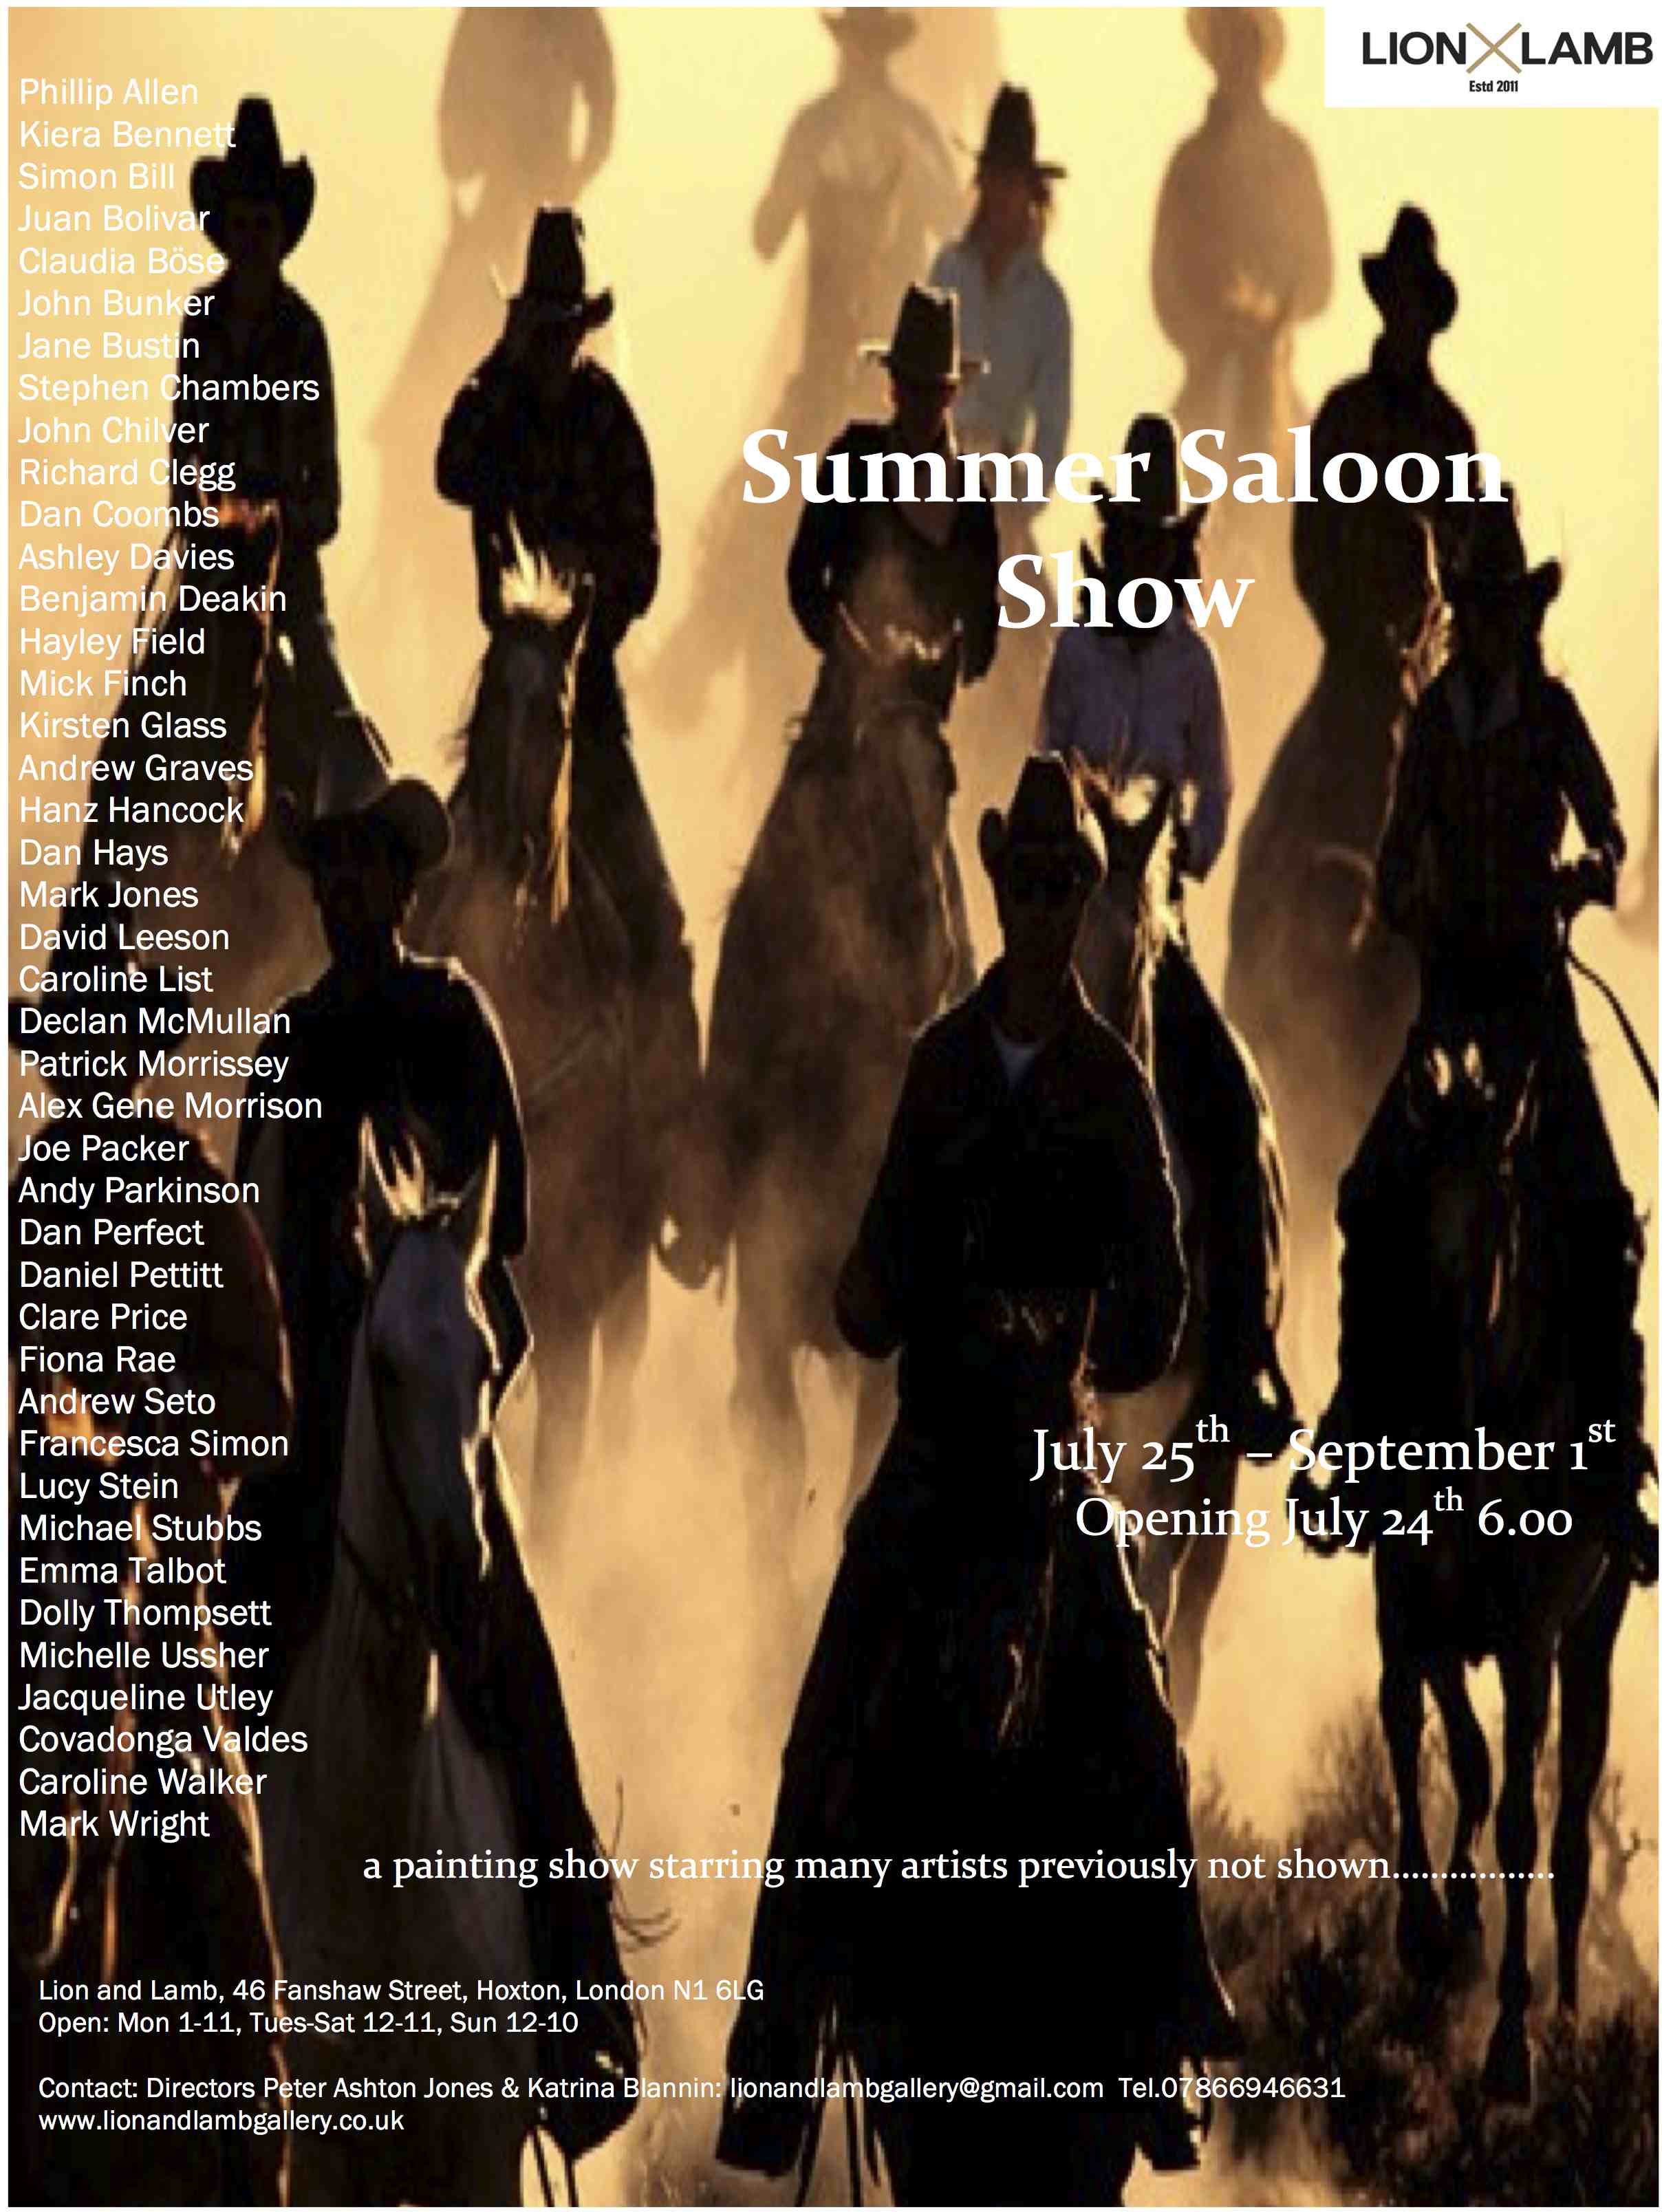 LION LAMB
Estd 2011
Phillip Allen
Kiera Bennett
Simon Bill
Juan Bolivar
Claudia Böse
John Bunker
Jane Bustin
Stephen Chambers
John Chilver
Richard Clegg
Dan Coombs
Ashley Davies
Benjamin Deakin
Hayley Field
Mick Finch
Kirsten Glass
Andrew Graves
Hanz Hancock
Dan Hays
Mark Jones
David Leeson
Caroline List
Declan McMullan
Patrick Morrissey
Alex Gene Morrison
Joe Packer
Andy Parkinson
Dan Perfect
Daniel Pettitt
Clare Price
Fiona Rae
Andrew Seto
Francesca Simon
Lucy Stein
Michael Stubbs
Emma Talbot
Dolly Thompsett
Michelle Ussher
Jacqueline Utley
Covadonga Valdes
Caroline Walker
Mark Wright
Summer Saloon
Show
July 25th – September 1st
Opening July 24th 6.00
a painting show starring many artists previously not shown.................
Lion and Lamb, 46 Fanshaw Street, Hoxton, London N1 6LG
Open: Mon 1-11, Tues-Sat 12-11, Sun 12-10
Contact: Directors Peter Ashton Jones & Katrina Blannin: lionandlambgallery@gmail.com Tel.07866946631
www.lionandlambgallery.co.uk